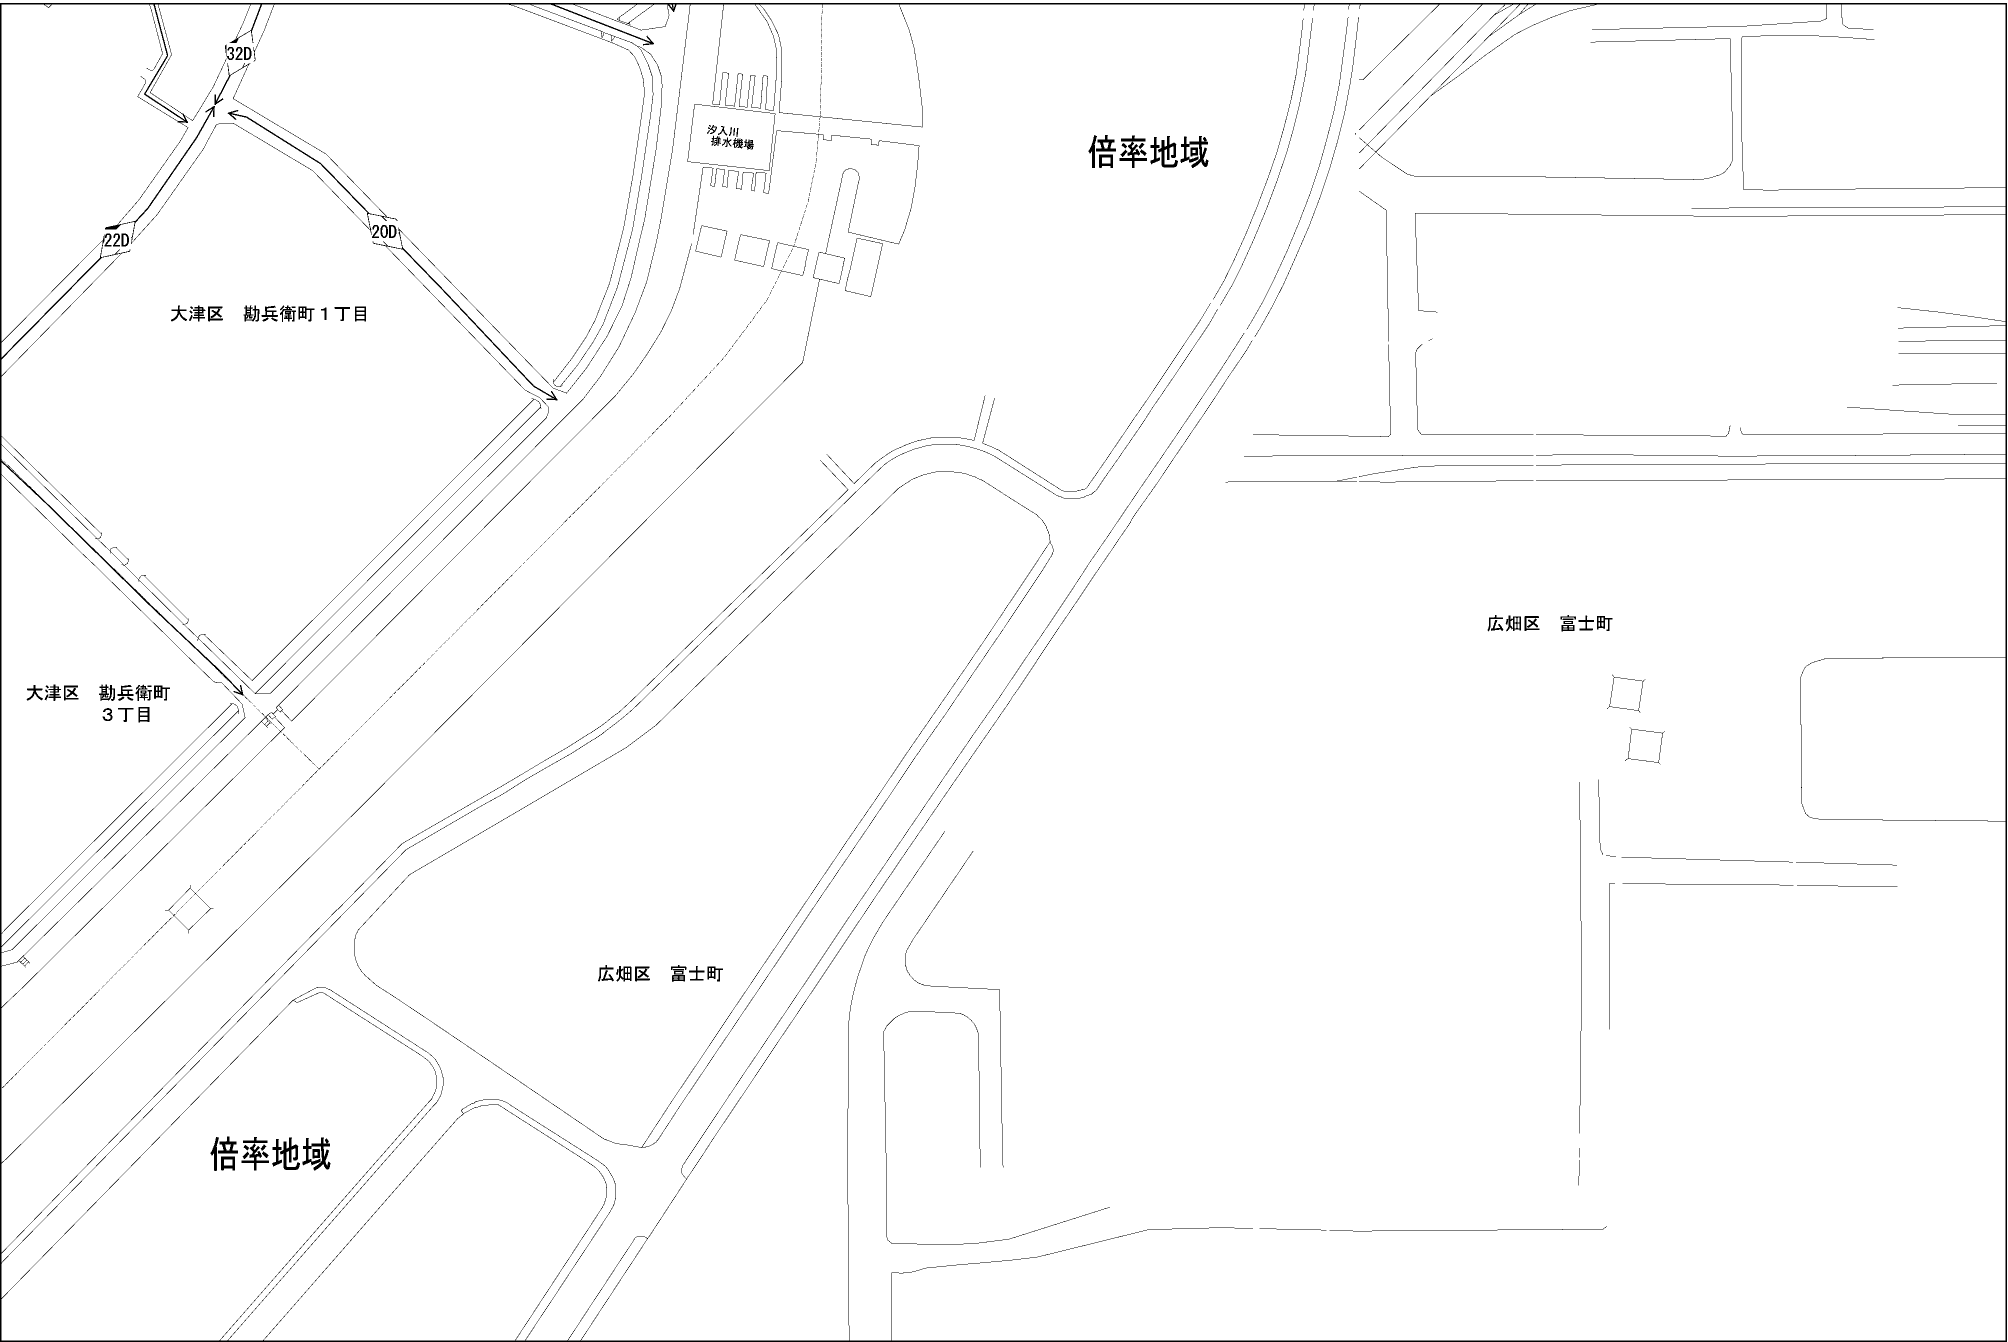 32D
汐入川
排水機場
倍率地域
22D
20D
大津区　勘兵衛町１丁目
広畑区　富士町
大津区　勘兵衛町
３丁目
広畑区　富士町
倍率地域